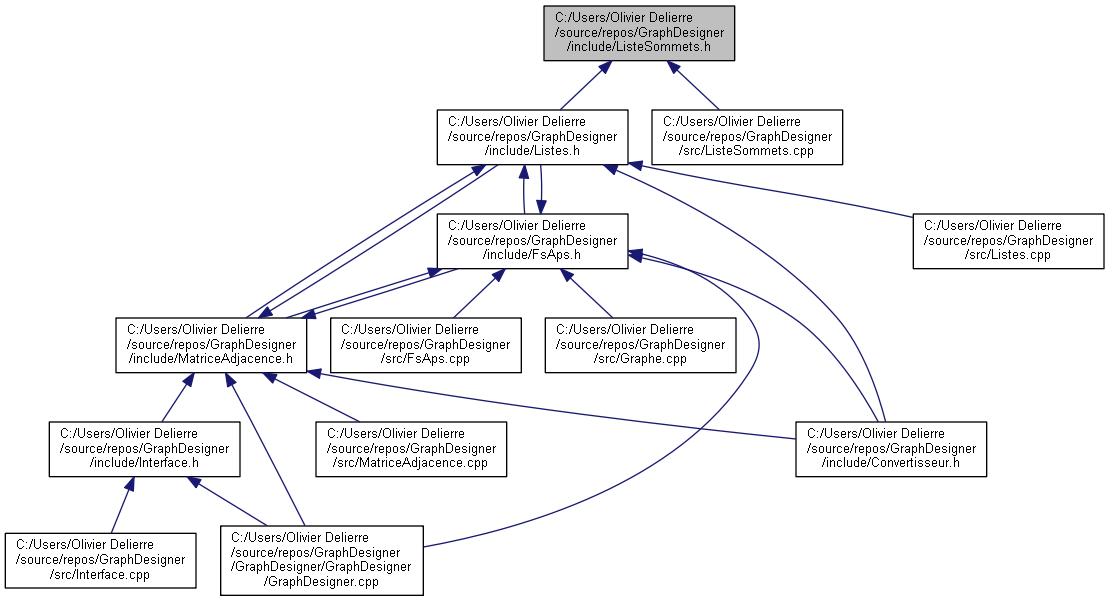 C:/Users/Olivier Delierre
/source/repos/GraphDesigner
/include/ListeSommets.h
C:/Users/Olivier Delierre
/source/repos/GraphDesigner
/include/Listes.h
C:/Users/Olivier Delierre
/source/repos/GraphDesigner
/src/ListeSommets.cpp
C:/Users/Olivier Delierre
/source/repos/GraphDesigner
/include/FsAps.h
C:/Users/Olivier Delierre
/source/repos/GraphDesigner
/src/Listes.cpp
C:/Users/Olivier Delierre
/source/repos/GraphDesigner
/include/MatriceAdjacence.h
C:/Users/Olivier Delierre
/source/repos/GraphDesigner
/src/FsAps.cpp
C:/Users/Olivier Delierre
/source/repos/GraphDesigner
/src/Graphe.cpp
C:/Users/Olivier Delierre
/source/repos/GraphDesigner
/include/Interface.h
C:/Users/Olivier Delierre
/source/repos/GraphDesigner
/src/MatriceAdjacence.cpp
C:/Users/Olivier Delierre
/source/repos/GraphDesigner
/include/Convertisseur.h
C:/Users/Olivier Delierre
/source/repos/GraphDesigner
/src/Interface.cpp
C:/Users/Olivier Delierre
/source/repos/GraphDesigner
/GraphDesigner/GraphDesigner
/GraphDesigner.cpp